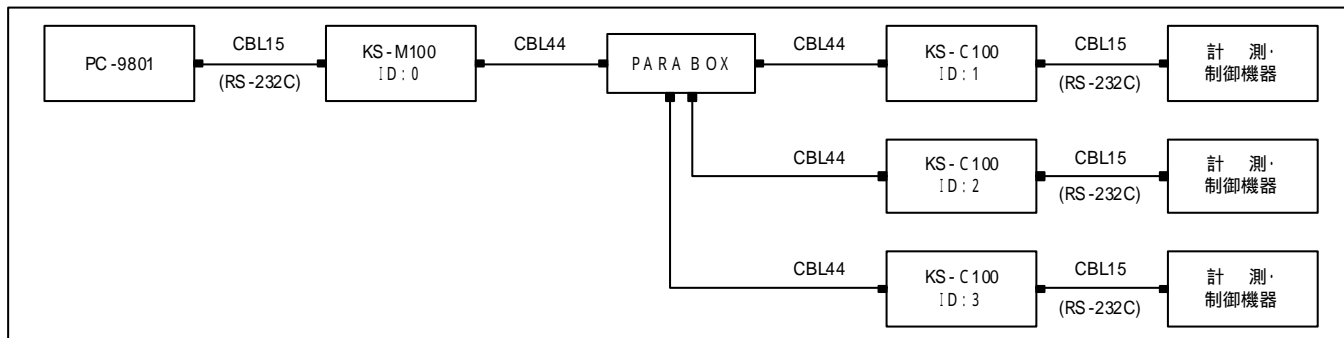 PC-9801
CBL15
(RS-232C)
KS-M100
ID:0
CBL44
PARA BOX
CBL44
KS-C100
ID:1
CBL15
(RS-232C)
計 測･
制御機器
CBL44
KS-C100
ID:2
CBL15
(RS-232C)
計 測･
制御機器
CBL44
KS-C100
ID:3
CBL15
(RS-232C)
計 測･
制御機器